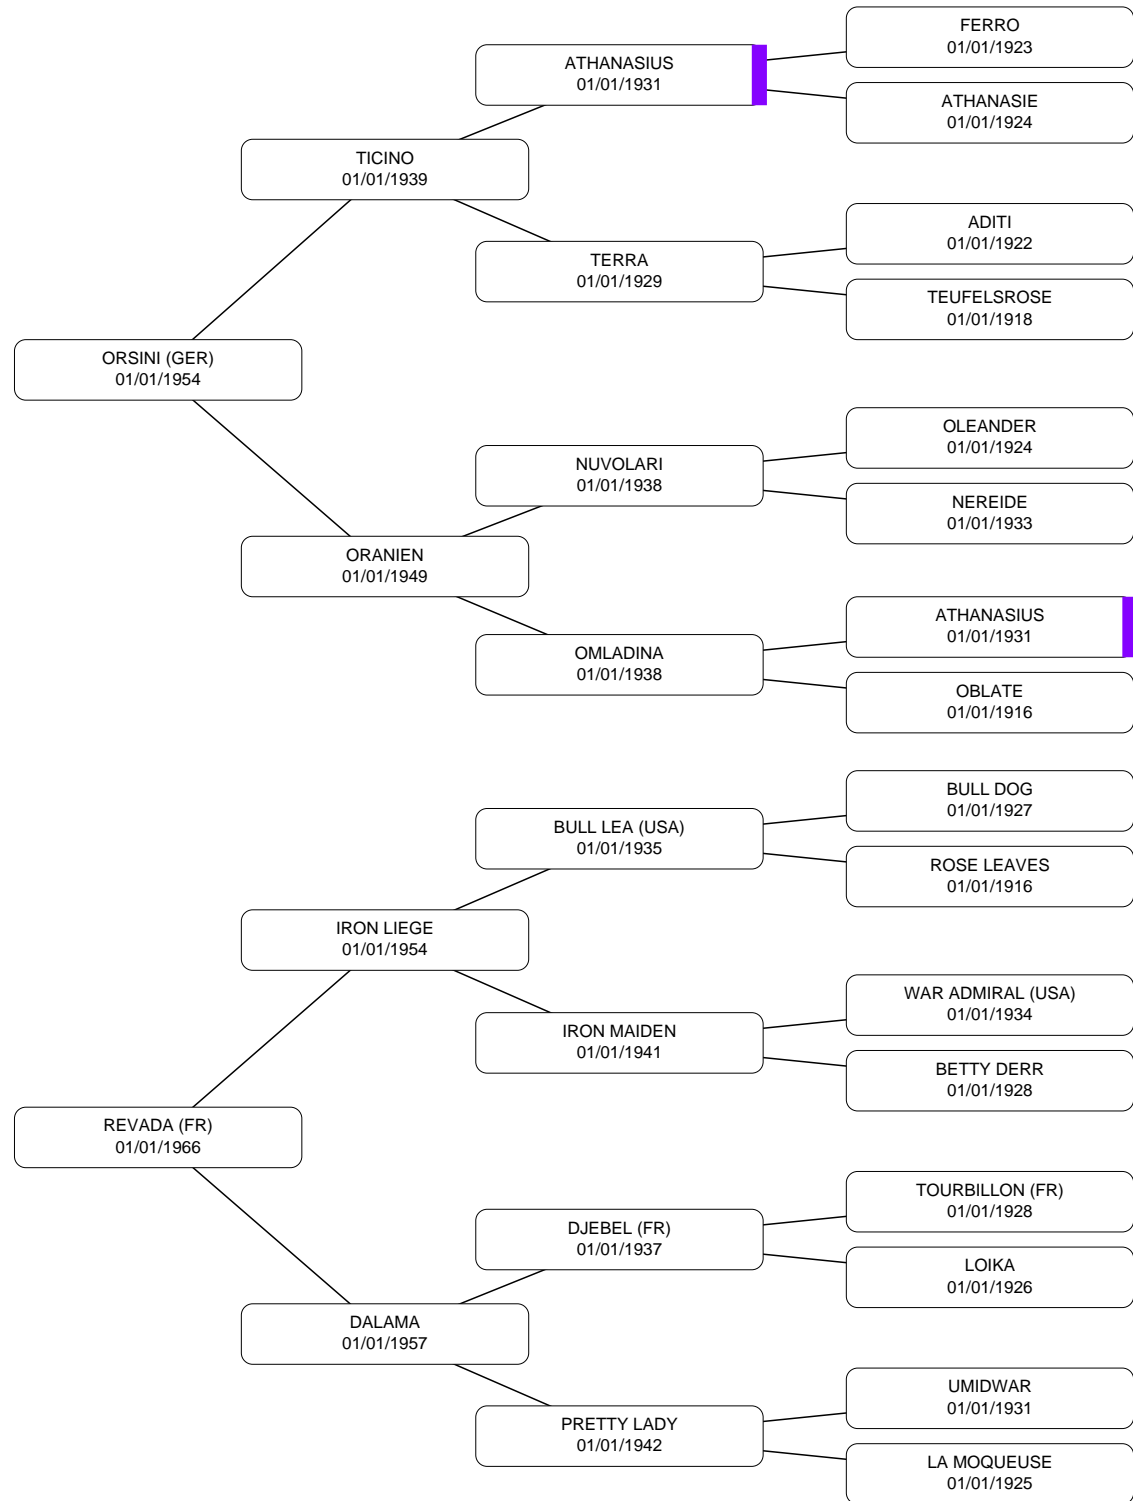 FERRO
01/01/1923
ATHANASIUS
01/01/1931
ATHANASIE
01/01/1924
TICINO
01/01/1939
ADITI
01/01/1922
TERRA
01/01/1929
TEUFELSROSE
01/01/1918
ORSINI (GER)
01/01/1954
OLEANDER
01/01/1924
NUVOLARI
01/01/1938
NEREIDE
01/01/1933
ORANIEN
01/01/1949
ATHANASIUS
01/01/1931
OMLADINA
01/01/1938
OBLATE
01/01/1916
BULL DOG
01/01/1927
BULL LEA (USA)
01/01/1935
ROSE LEAVES
01/01/1916
IRON LIEGE
01/01/1954
WAR ADMIRAL (USA)
01/01/1934
IRON MAIDEN
01/01/1941
BETTY DERR
01/01/1928
REVADA (FR)
01/01/1966
TOURBILLON (FR)
01/01/1928
DJEBEL (FR)
01/01/1937
LOIKA
01/01/1926
DALAMA
01/01/1957
UMIDWAR
01/01/1931
PRETTY LADY
01/01/1942
LA MOQUEUSE
01/01/1925